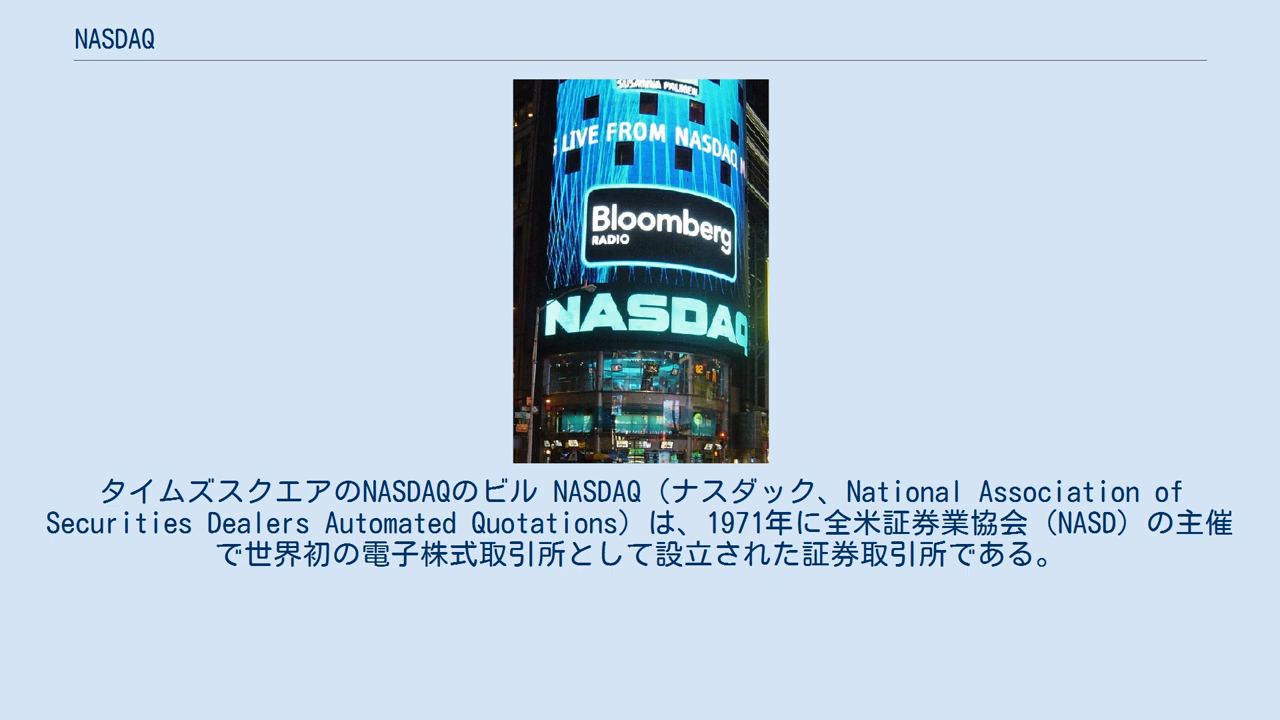 NASDAQ
SUSANNA PALMER
LIVE FROM NASDAQ
Bloomberg
RADIO
NASDAQ
タイムズスクエアのNASDAQのビル NASDAQ（ナスダック、National Association of
Securities Dealers Automated Quotations）は、1971年に全米証券業協会（NASD）の主催
で世界初の電子株式取引所として設立された証券取引所である。